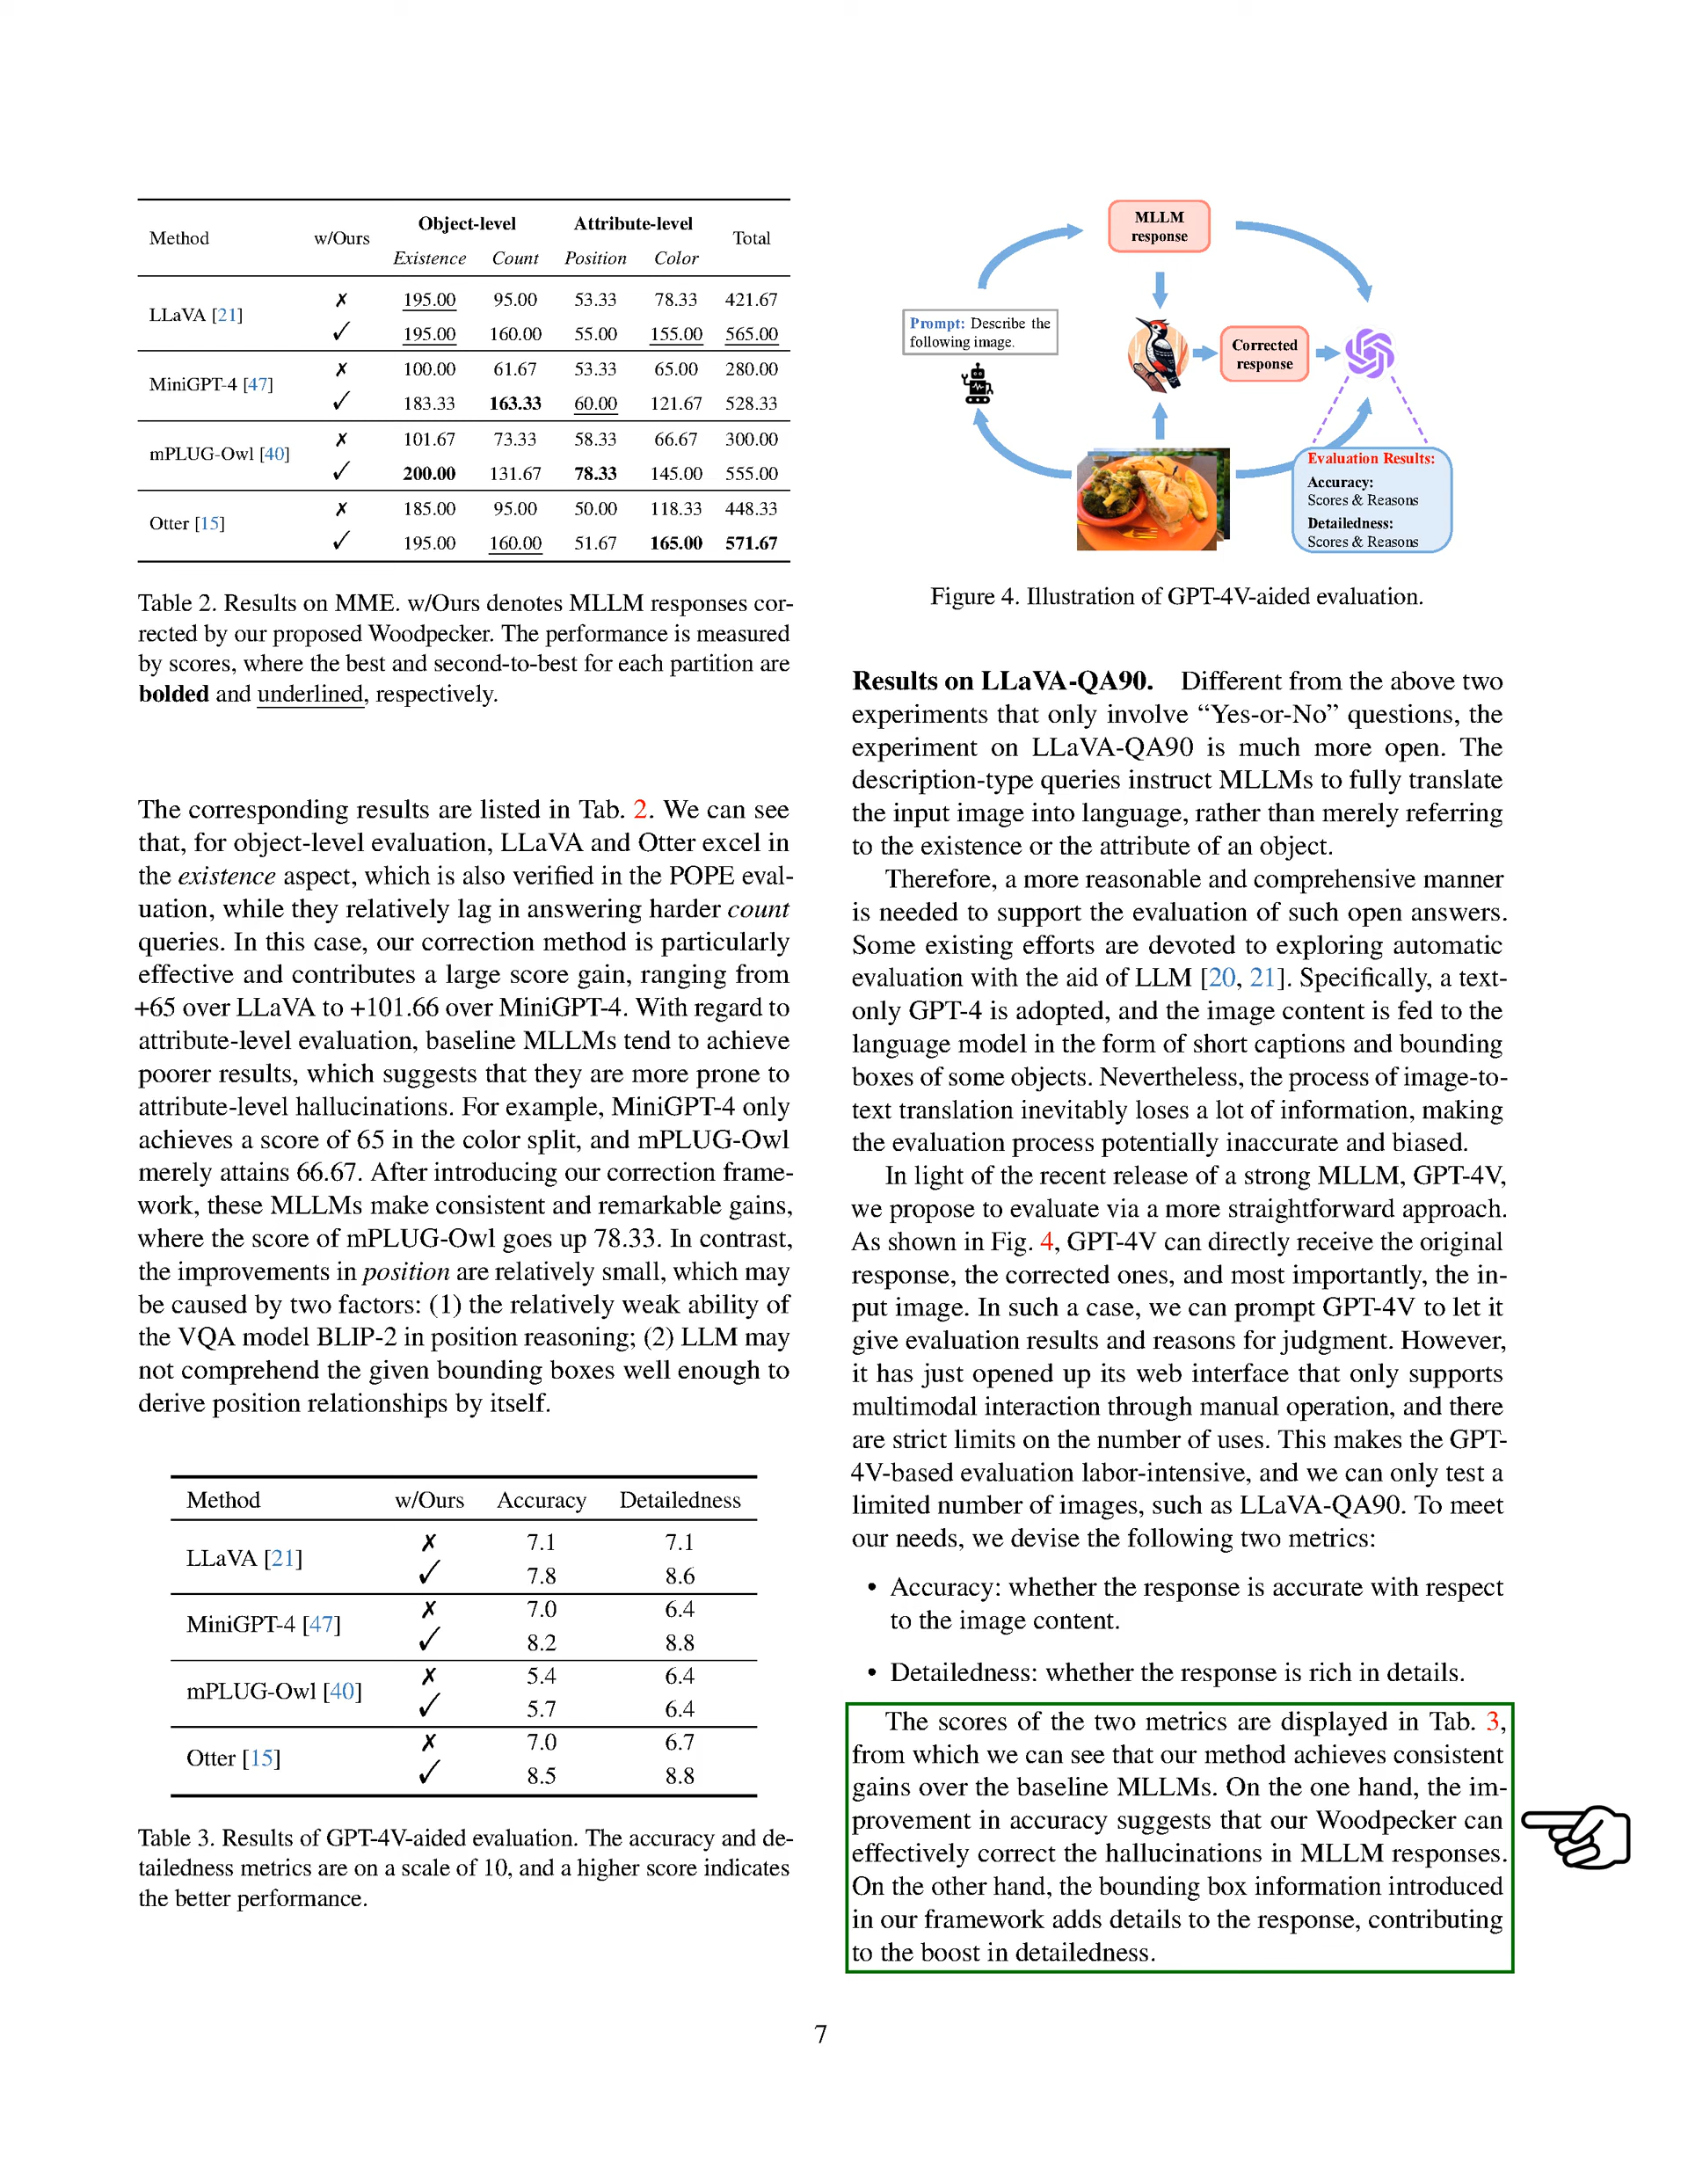 Method w/Ours Object-level Attribute-level Total
Existence Count Position Color
LLaVA [21] ✗ 195.00 95.00 53.33 78.33 421.67
✓ 195.00 160.00 55.00 155.00 565.00
MiniGPT-4 [47] ✗ 100.00 61.67 53.33 65.00 280.00
✓ 183.33 163.33 60.00 121.67 528.33
mPLUG-Owl [40] ✗ 101.67 73.33 58.33 66.67 300.00
✓ 200.00 131.67 78.33 145.00 555.00
Otter [15] ✗ 185.00 95.00 50.00 118.33 448.33
✓ 195.00 160.00 51.67 165.00 571.67
Table 2. Results on MME. w/Ours denotes MLLM responses cor-
rected by our proposed Woodpecker. The performance is measured
by scores, where the best and second-to-best for each partition are
bolded and underlined, respectively.
The corresponding results are listed in Tab. 2. We can see
that, for object-level evaluation, LLaVA and Otter excel in
the existence aspect, which is also verified in the POPE eval-
uation, while they relatively lag in answering harder count
queries. In this case, our correction method is particularly
effective and contributes a large score gain, ranging from
+65 over LLaVA to +101.66 over MiniGPT-4. With regard to
attribute-level evaluation, baseline MLLMs tend to achieve
poorer results, which suggests that they are more prone to
attribute-level hallucinations. For example, MiniGPT-4 only
achieves a score of 65 in the color split, and mPLUG-Owl
merely attains 66.67. After introducing our correction frame-
work, these MLLMs make consistent and remarkable gains,
where the score of mPLUG-Owl goes up 78.33. In contrast,
the improvements in position are relatively small, which may
be caused by two factors: (1) the relatively weak ability of
the VQA model BLIP-2 in position reasoning; (2) LLM may
not comprehend the given bounding boxes well enough to
derive position relationships by itself.
Method w/Ours Accuracy Detailedness
LLaVA [21] ✗ 7.1 7.1
✓ 7.8 8.6
MiniGPT-4 [47] ✗ 7.0 6.4
✓ 8.2 8.8
mPLUG-Owl [40] ✗ 5.4 6.4
✓ 5.7 6.4
Otter [15] ✗ 7.0 6.7
✓ 8.5 8.8
Table 3. Results of GPT-4V-aided evaluation. The accuracy and de-
tailedness metrics are on a scale of 10, and a higher score indicates
the better performance.
MLLM
response
Prompt: Describe the
following image.
Corrected
response
Evaluation Results:
Accuracy:
Scores & Reasons
Detailedness:
Scores & Reasons
Figure 4. Illustration of GPT-4V-aided evaluation.
Results on LLaVA-QA90. Different from the above two
experiments that only involve “Yes-or-No” questions, the
experiment on LLaVA-QA90 is much more open. The
description-type queries instruct MLLMs to fully translate
the input image into language, rather than merely referring
to the existence or the attribute of an object.
Therefore, a more reasonable and comprehensive manner
is needed to support the evaluation of such open answers.
Some existing efforts are devoted to exploring automatic
evaluation with the aid of LLM [20, 21]. Specifically, a text-
only GPT-4 is adopted, and the image content is fed to the
language model in the form of short captions and bounding
boxes of some objects. Nevertheless, the process of image-to-
text translation inevitably loses a lot of information, making
the evaluation process potentially inaccurate and biased.
In light of the recent release of a strong MLLM, GPT-4V,
we propose to evaluate via a more straightforward approach.
As shown in Fig. 4, GPT-4V can directly receive the original
response, the corrected ones, and most importantly, the in-
put image. In such a case, we can prompt GPT-4V to let it
give evaluation results and reasons for judgment. However,
it has just opened up its web interface that only supports
multimodal interaction through manual operation, and there
are strict limits on the number of uses. This makes the GPT-
4V-based evaluation labor-intensive, and we can only test a
limited number of images, such as LLaVA-QA90. To meet
our needs, we devise the following two metrics:
• Accuracy: whether the response is accurate with respect
to the image content.
• Detailedness: whether the response is rich in details.
The scores of the two metrics are displayed in Tab. 3,
from which we can see that our method achieves consistent
gains over the baseline MLLMs. On the one hand, the im-
provement in accuracy suggests that our Woodpecker can
effectively correct the hallucinations in MLLM responses.
On the other hand, the bounding box information introduced
in our framework adds details to the response, contributing
to the boost in detailedness.
7